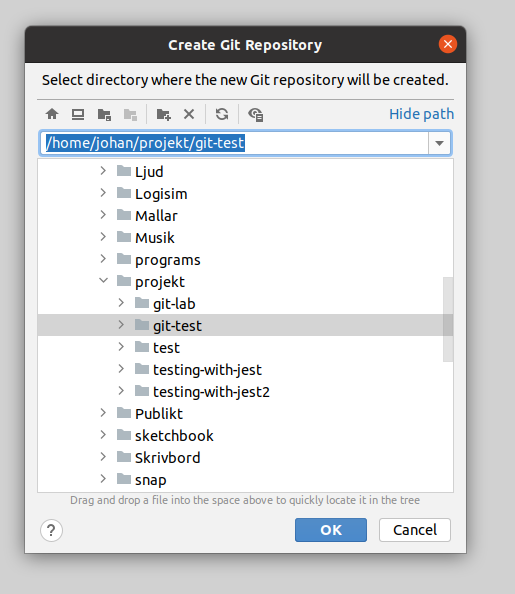 Create Git Repository
Select directory where the new Git repository will be created.
Hide path
/home/johan/projekt/git-test
Ljud
Logisim
Mallar
Musik
programs
projekt
git-lab
git-test
test
testing-with-jest
testing-with-jest2
Publikt
sketchbook
Skrivbord
snap
Drag and drop a file into the space above to quickly locate it in the tree
?
OK
Cancel